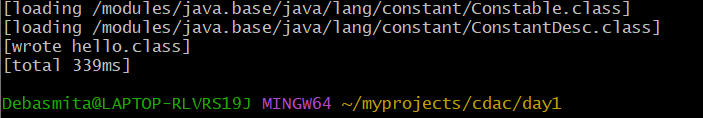 [loading /modules/java.base/java/lang/constant/Constable.class]
[loading /modules/java.base/java/lang/constant/ConstantDesc.class]
[wrote hello.class]
[total 339ms]
Debasmita@LAPTOP-RLVRS19J MINGW64 ~/myprojects/cdac/day1